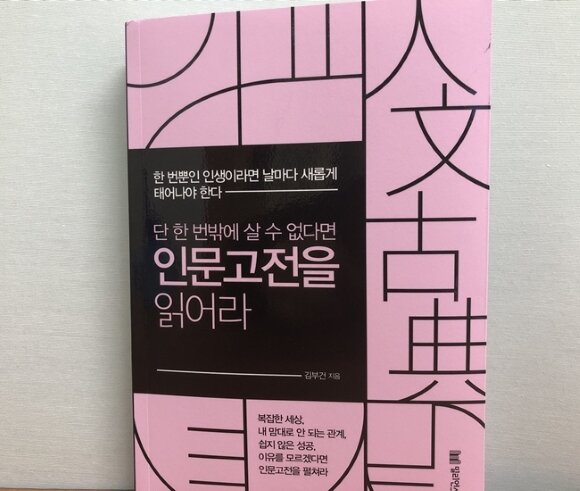 한 번뿐인 인생이라면 날마다 새롭게
태어나야 한다
단 한 번밖에 살 수 없다면
인문고전을
읽어라
김부건 지음
人文古典
복잡한 세상,
내 맘대로 안 되는 관계,
쉽지 않은 성공,
이유를 모르겠다면
인문고전을 펼쳐라